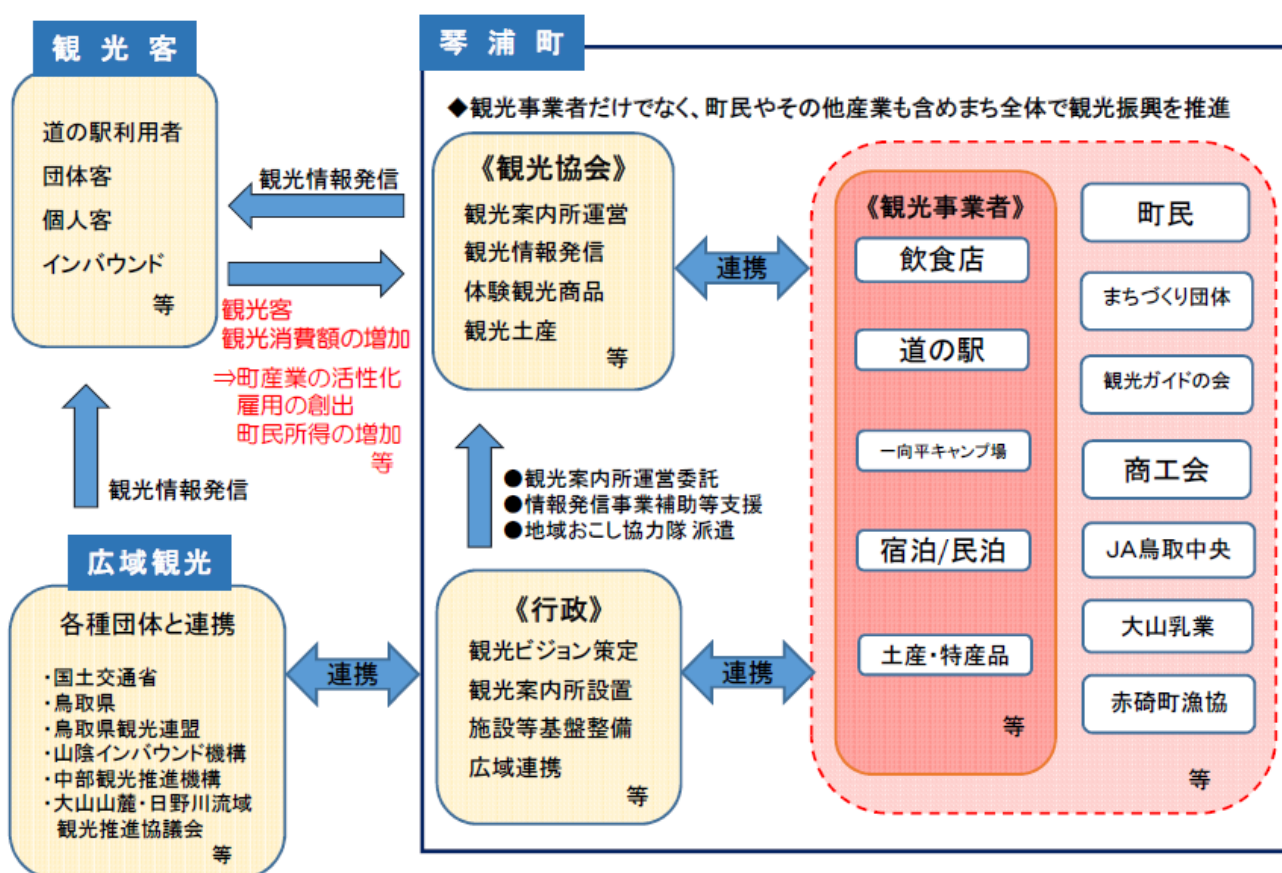 観光客
道の駅利用者
団体客
個人客
インバウンド
等
観光情報発信
観光客
観光消費額の増加
⇒町産業の活性化
雇用の創出
町民所得の増加
等
観光情報発信
広域観光
各種団体と連携
・国土交通省
・鳥取県
・鳥取県観光連盟
・山陰インバウンド機構
・中部観光推進機構
・大山山麓・日野川流域
観光推進協議会
等
連携
琴浦町
◆観光事業者だけでなく、町民やその他産業も含めまち全体で観光振興を推進
《観光協会》
観光案内所運営
観光情報発信
体験観光商品
観光土産
等
連携
●観光案内所運営委託
●情報発信事業補助等支援
●地域おこし協力隊 派遣
《行政》
観光ビジョン策定
観光案内所設置
施設等基盤整備
広域連携
等
連携
《観光事業者》
飲食店
道の駅
一向平キャンプ場
宿泊/民泊
土産・特産品
等
町民
まちづくり団体
観光ガイドの会
商工会
JA鳥取中央
大山乳業
赤碕町漁協
等